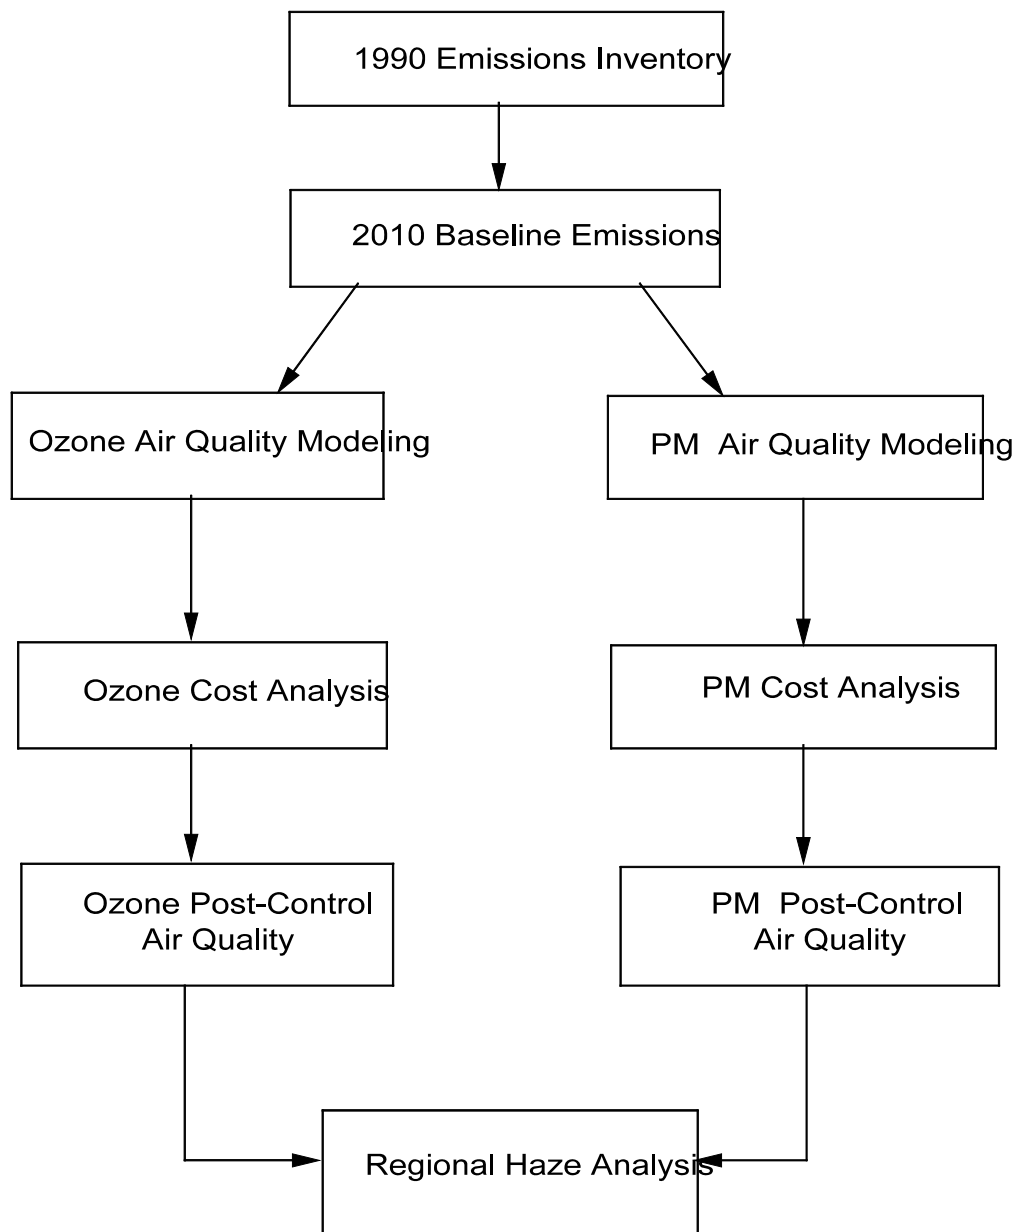 1990 Emissions Inventory
2010 Baseline Emissions
Ozone Air Quality Modeling
PM  Air Quality Modeling
Ozone Cost Analysis
PM Cost Analysis
Ozone Post-Control
Air Quality
PM  Post-Control
Air Quality
Regional Haze Analysis